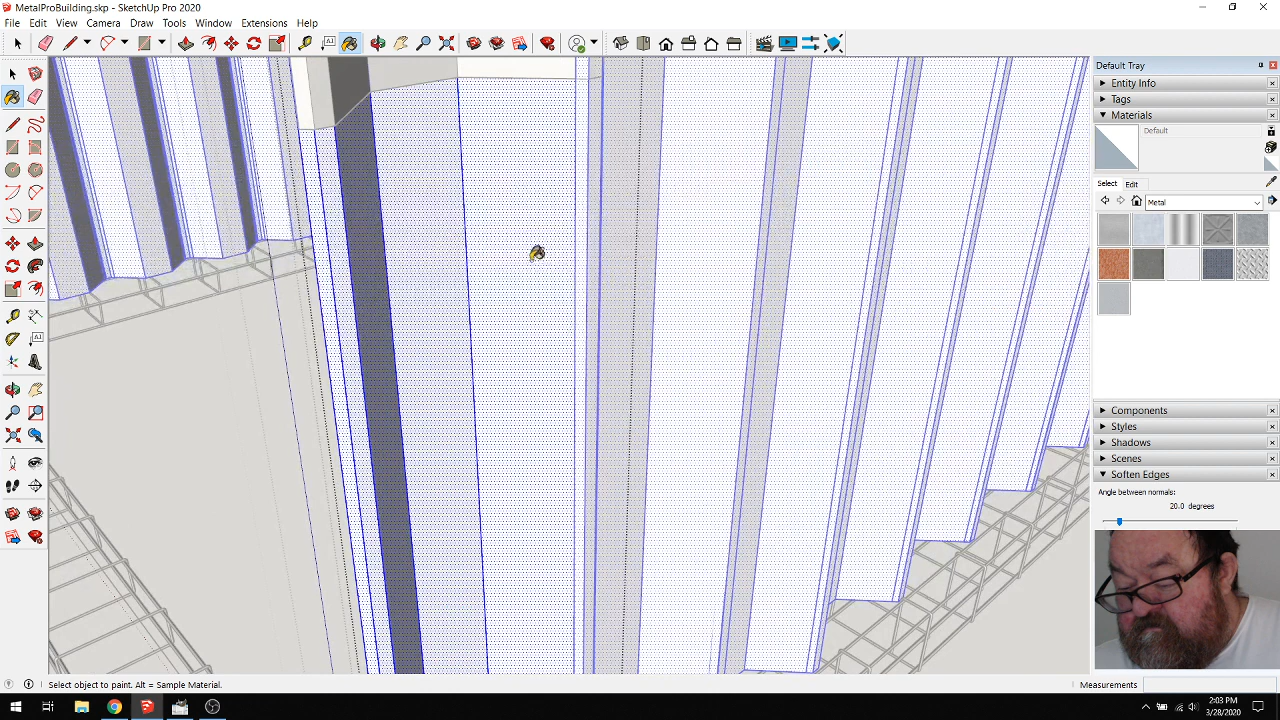 MetalProBuilding.skp - SketchUp Pro 2020
File Edit View Camera Draw Tools Window Extensions Help
Default Tray
Entity Info
Tags
Materials
Default
Select Edit
Metal
Components
Styles
Shadows
Scenes
Soften Edges
Angle between normals:
20.0 degrees
Select object to paint. Alt = Sample Material.
Measurements
2:03 PM
3/28/2020